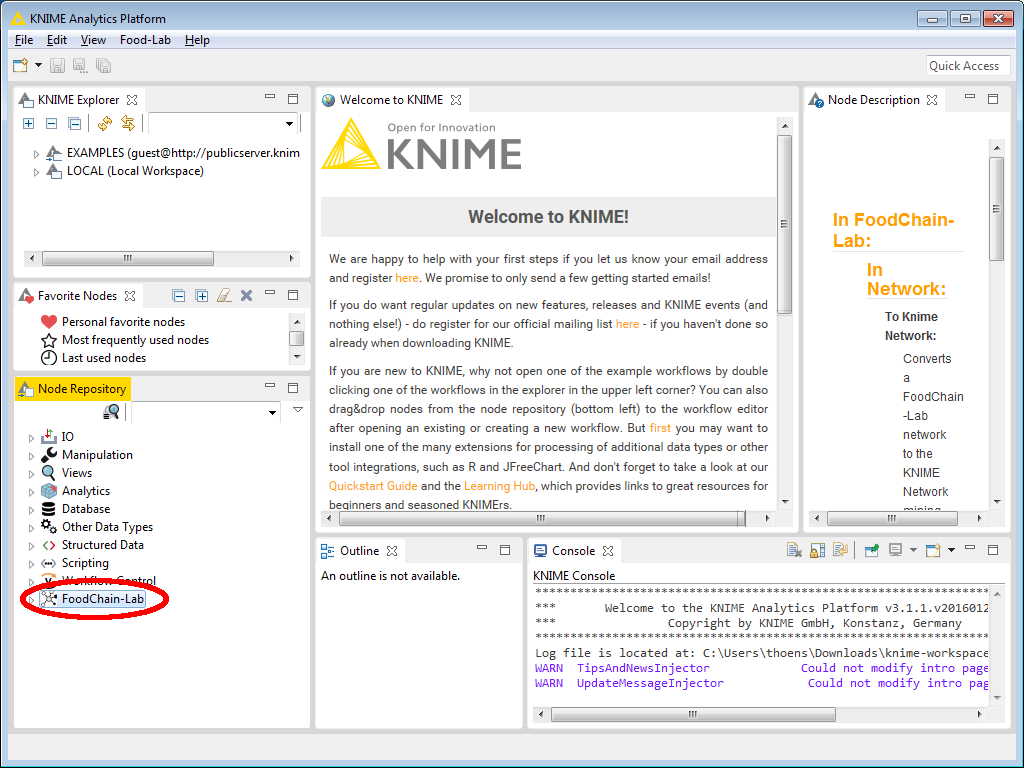 KNIME Analytics Platform
File Edit View Food-Lab Help
Quick Access
KNIME Explorer
EXAMPLES (guest@http://publicserver.knim
LOCAL (Local Workspace)
Favorite Nodes
Personal favorite nodes
Most frequently used nodes
Last used nodes
Node Repository
IO
Manipulation
Views
Analytics
Database
Other Data Types
Structured Data
Scripting
Workflow Control
FoodChain-Lab
Welcome to KNIME
Open for Innovation
KNIME
Welcome to KNIME!
We are happy to help with your first steps if you let us know your email address
and register here. We promise to only send a few getting started emails!
If you do want regular updates on new features, releases and KNIME events (and
nothing else!) - do register for our official mailing list here - if you haven't done so
already when downloading KNIME.
If you are new to KNIME, why not open one of the example workflows by double
clicking one of the workflows in the explorer in the upper left corner? You can also
drag&drop nodes from the node repository (bottom left) to the workflow editor
after opening an existing or creating a new workflow. But first you may want to
install one of the many extensions for processing of additional data types or other
tool integrations, such as R and JFreeChart. And don't forget to take a look at our
Quickstart Guide and the Learning Hub, which provides links to great resources for
beginners and seasoned KNIMErs.
Node Description
In FoodChain-
Lab:
In
Network:
To Knime
Network:
Converts
a
FoodChain
-Lab
network
to the
KNIME
Network
mining
Outline
An outline is not available.
Console
KNIME Console
*** Welcome to the KNIME Analytics Platform v3.1.1.v2016012
*** Copyright by KNIME GmbH, Konstanz, Germany
Log file is located at: C:\Users\thoens\Downloads\knime-workspace
WARN TipsAndNewsInjector Could not modify intro page
WARN UpdateMessageInjector Could not modify intro pag